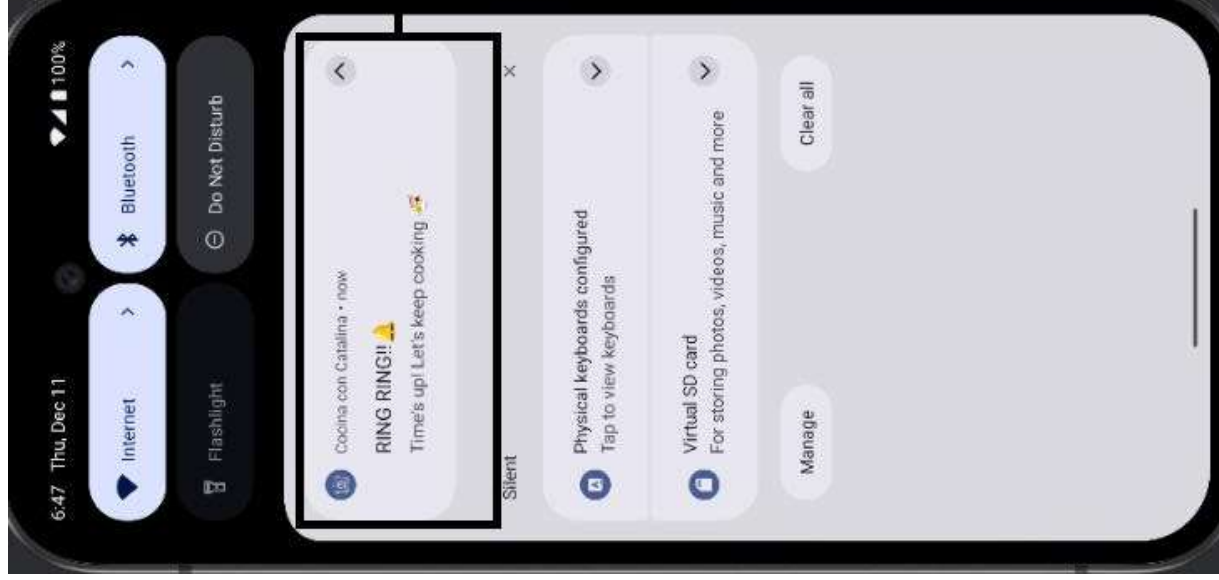 6:47 Thu, Dec 11
100%
Internet
Bluetooth
Flashlight
Do Not Disturb
Cocina con Catalina • now
RING RING!!🔔
Time's up! Let's keep cooking
Silent
Physical keyboards configured
Tap to view keyboards
Virtual SD card
For storing photos, videos, music and more
Manage
Clear all